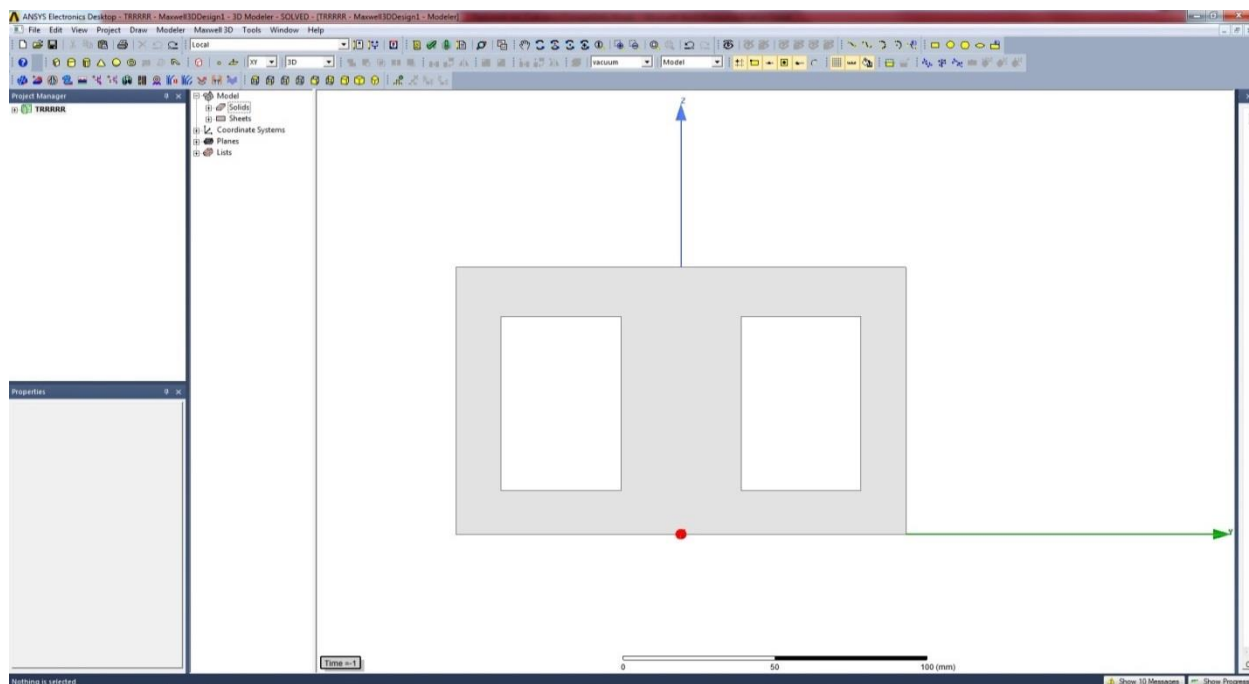 ANSYS Electronics Desktop - TRRRRR - Maxwell3DDesign1 - 3D Modeler - SOLVED - [TRRRRR - Maxwell3DDesign1 - Modeler]
File Edit View Project Draw Modeler Maxwell 3D Tools Window Help
Local
XY 3D vacuum Model
Project Manager
TRRRRR
Model
Solids
Sheets
Coordinate Systems
Planes
Lists
Properties
z
y
Time =-1
0 50 100 (mm)
Nothing is selected
Show 10 Messages Show Progress